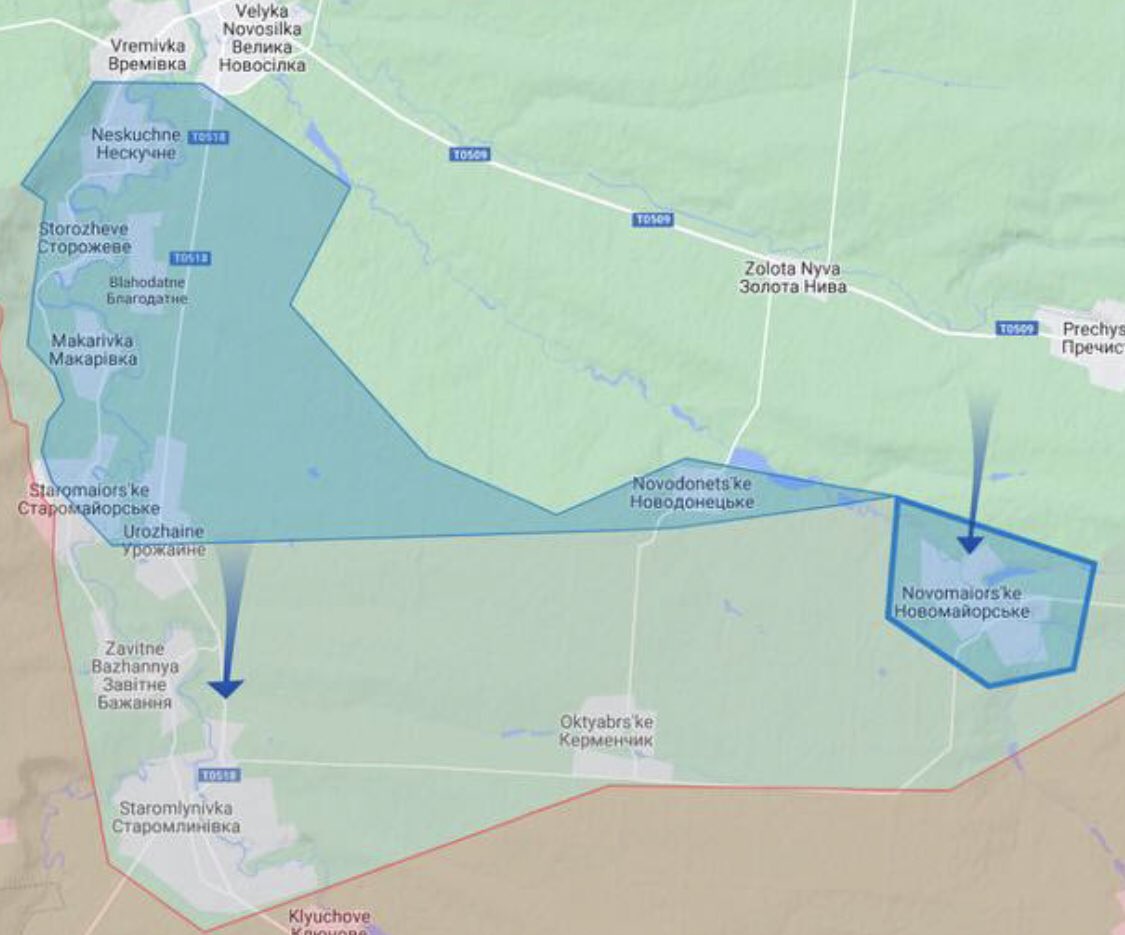 Velyka
Novosilka
Велика
Новосілка
Vremivka
Времівка
Neskuchne
Нескучне
T0518
T0509
Storozheve
Сторожеве
T0518
Blahodatne
Благодатне
T0509
Zolota Nyva
Золота Нива
T0509
Prechys
Пречист
Makarivka
Макарівка
Staromaiors'ke
Старомайорське
Novodonets'ke
Новодонецьке
Urozhaine
Урожайне
Novomaiors'ke
Новомайорське
Zavitne
Bazhannya
Завітне
Бажання
Oktyabrs'ke
Керменчик
T0518
Staromlynivka
Старомлинівка
Klyuchove
Ключове